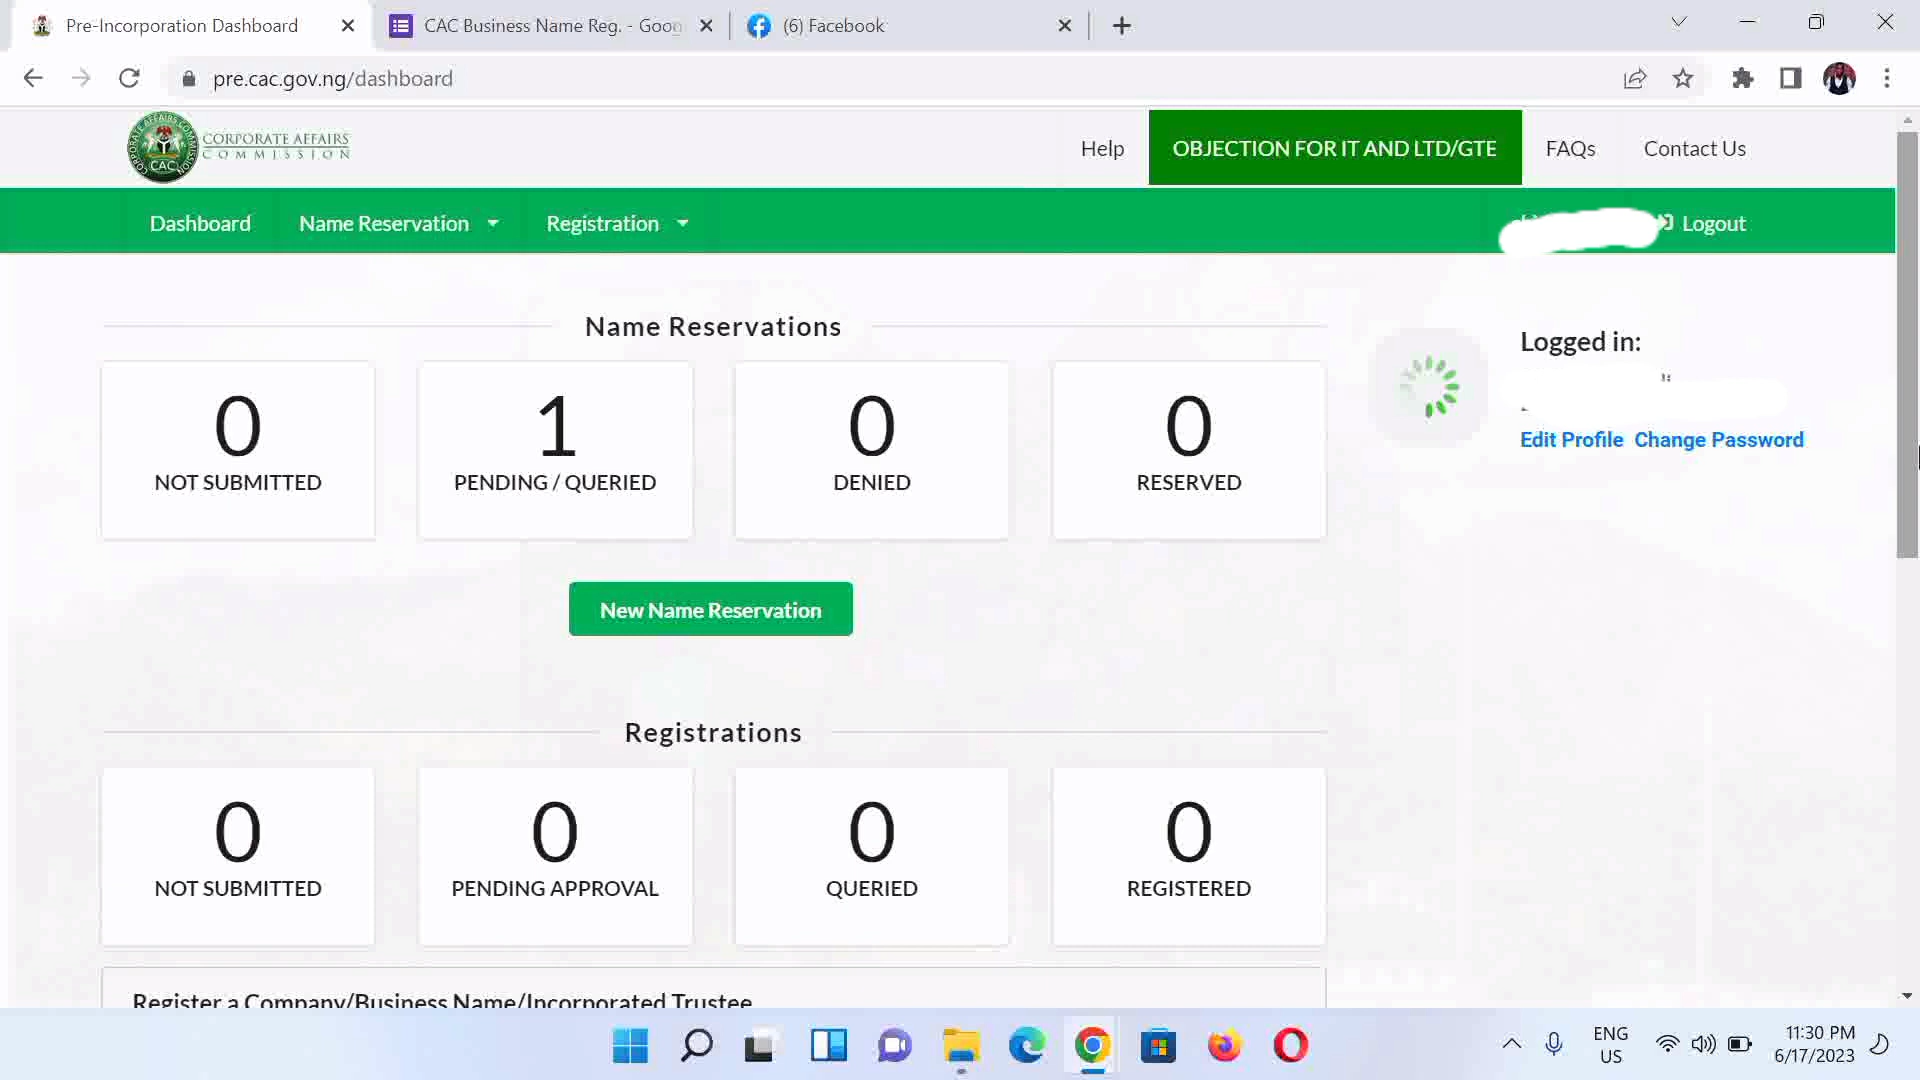 Pre-Incorporation Dashboard
CAC Business Name Reg. - Goog
(6) Facebook
pre.cac.gov.ng/dashboard
CORPORATE AFFAIRS COMMISSION
CAC
CORPORATE AFFAIRS
COMMISSION
Help
OBJECTION FOR IT AND LTD/GTE
FAQs
Contact Us
Dashboard
Name Reservation
Registration
Logout
Name Reservations
Logged in:
0
NOT SUBMITTED
1
PENDING / QUERIED
0
DENIED
0
RESERVED
Edit Profile Change Password
New Name Reservation
Registrations
0
NOT SUBMITTED
0
PENDING APPROVAL
0
QUERIED
0
REGISTERED
Register a Company/Business Name/Incorporated Trustee
ENG
US
11:30 PM
6/17/2023